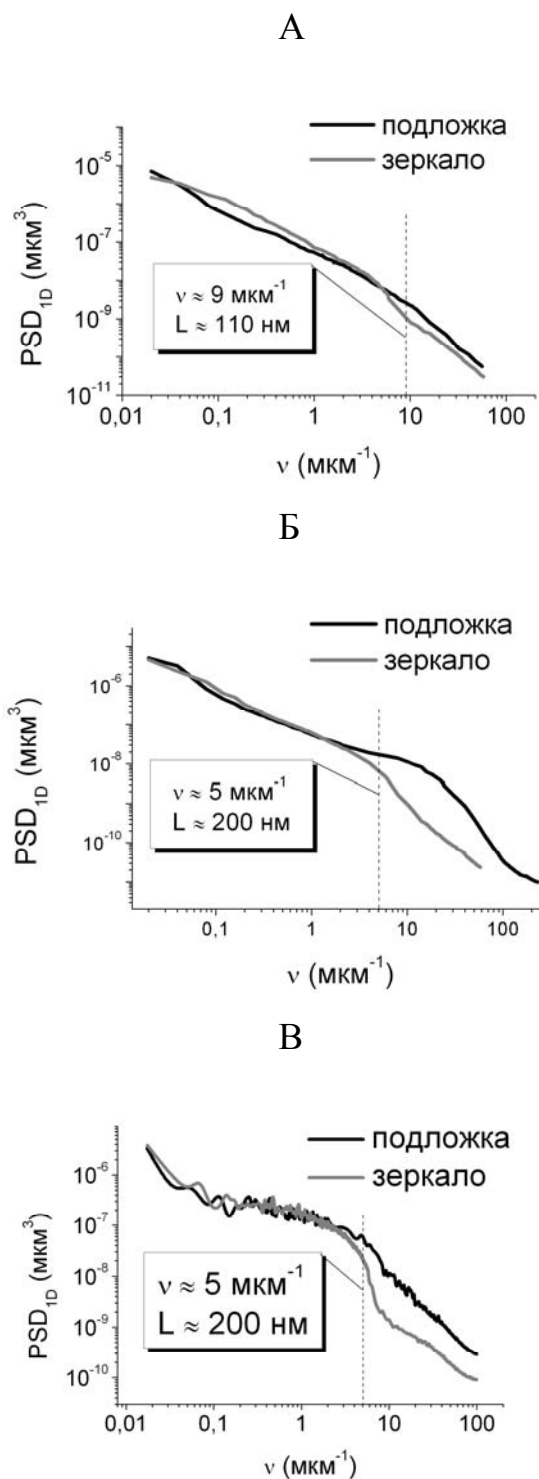 А
подложка
зеркало
PSD₁D (мкм³)
10⁻⁵
10⁻⁷
10⁻⁹
10⁻¹¹
ν ≈ 9 мкм⁻¹
L ≈ 110 нм
0,01 0,1 1 10 100
ν (мкм⁻¹)
Б
подложка
зеркало
PSD₁D (мкм³)
10⁻⁶
10⁻⁸
10⁻¹⁰
ν ≈ 5 мкм⁻¹
L ≈ 200 нм
0,1 1 10 100
ν (мкм⁻¹)
В
подложка
зеркало
PSD₁D (мкм³)
10⁻⁶
10⁻⁷
10⁻⁸
10⁻⁹
10⁻¹⁰
ν ≈ 5 мкм⁻¹
L ≈ 200 нм
0,01 0,1 1 10 100
ν (мкм⁻¹)